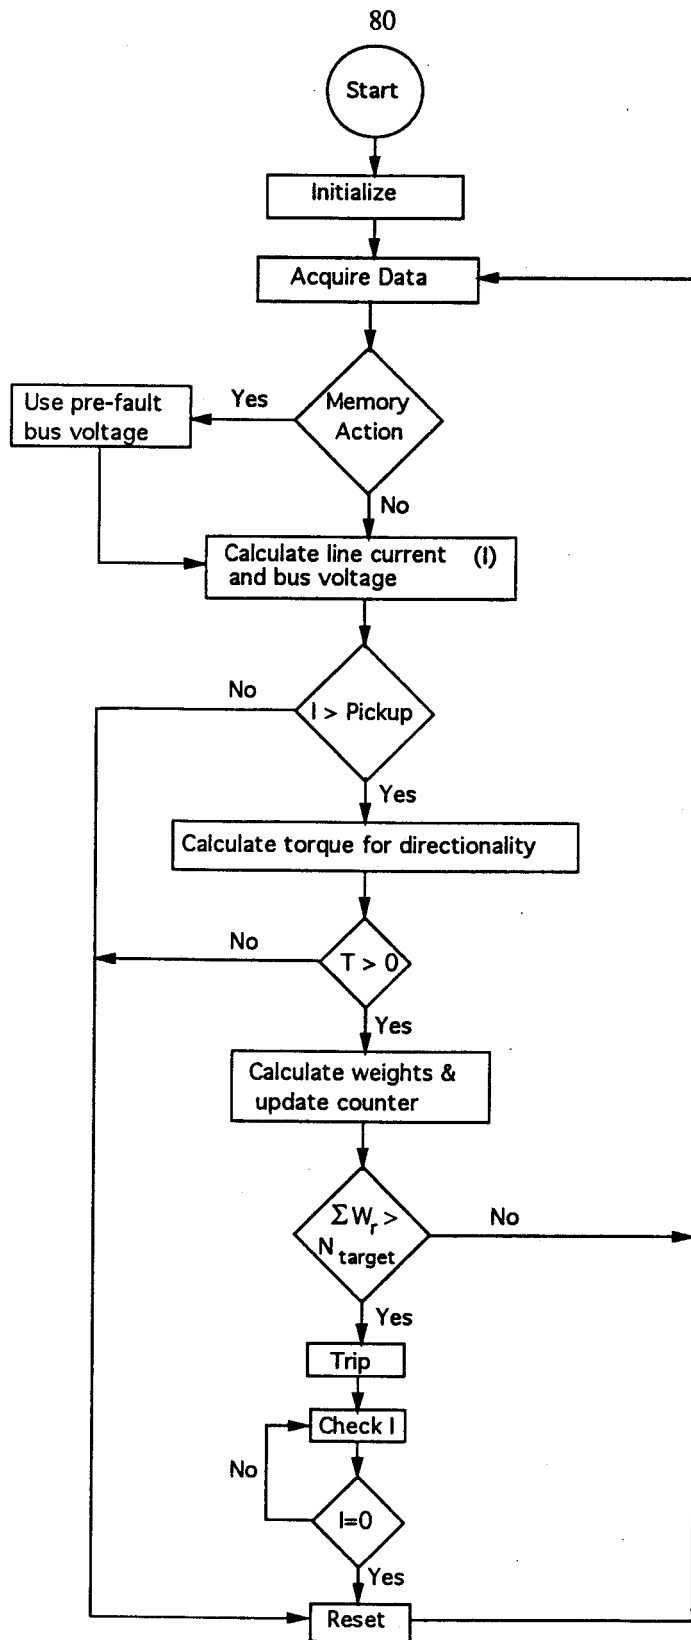 80
Start
Initialize
Acquire Data
Yes
Memory
Action
Use pre-fault
bus voltage
No
Calculate line current (I)
and bus voltage
No
I > Pickup
Yes
Calculate torque for directionality
No
T > 0
Yes
Calculate weights &
update counter
ΣW_r >
N_target
No
Yes
Trip
Check I
No
I=0
Yes
Reset